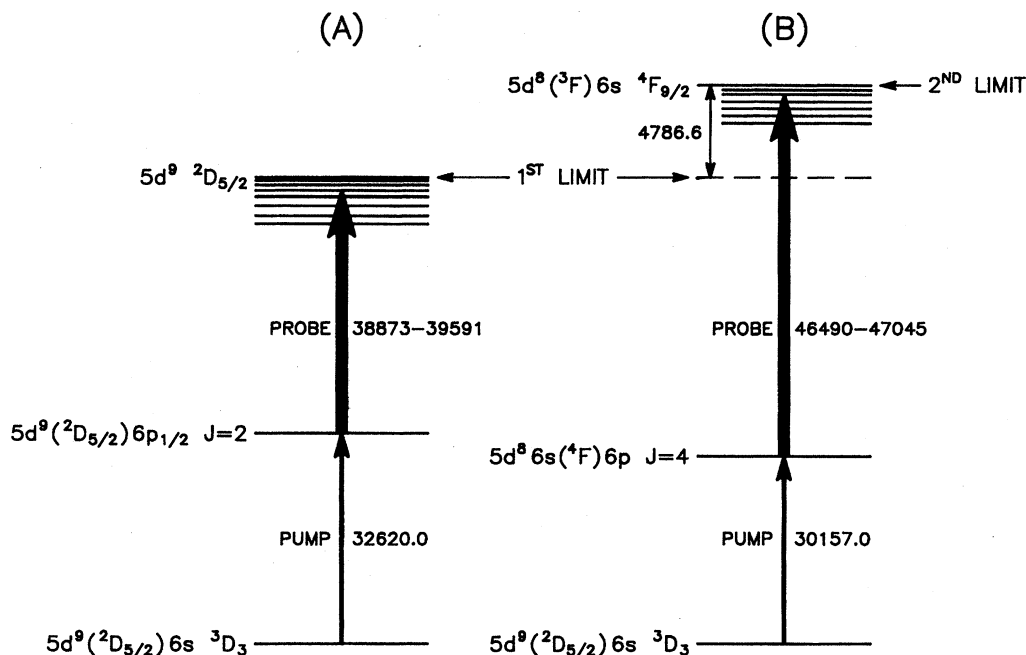 (A) (B)
5d⁸(³F)6s ⁴F₉/₂ 2ᴺᴰ LIMIT
4786.6
5d⁹ ²D₅/₂ 1ˢᵀ LIMIT
PROBE 38873–39591 PROBE 46490–47045
5d⁹(²D₅/₂)6p₁/₂ J=2
5d⁸ 6s(⁴F)6p J=4
PUMP 32620.0 PUMP 30157.0
5d⁹(²D₅/₂)6s ³D₃ 5d⁹(²D₅/₂)6s ³D₃